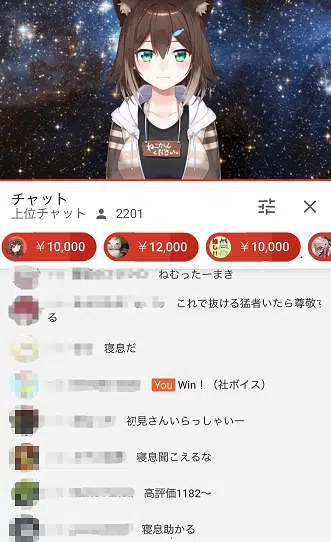 ねこかん
ください。
チャット
上位チャット 2201
￥10,000 ￥12,000 ￥10,000
ねむったーまき
これで抜ける猛者いたら尊敬す
る
寝息だ
You Win！（社ボイス）
初見さんいらっしゃいー
寝息聞こえるな
高評価1182〜
寝息助かる